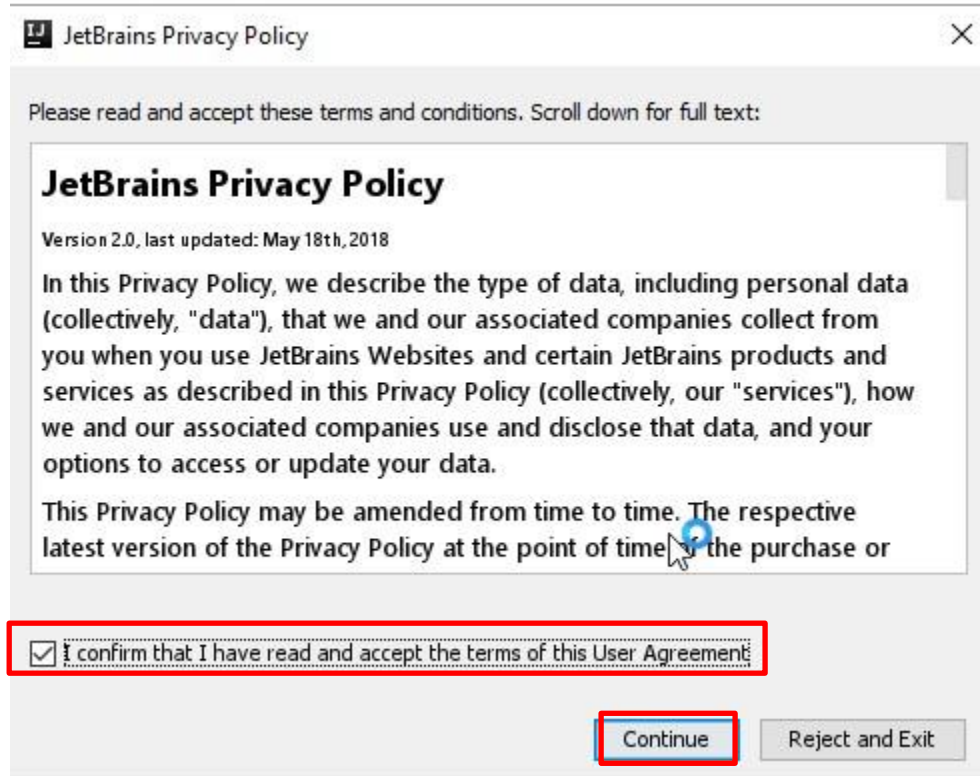 IJ JetBrains Privacy Policy
Please read and accept these terms and conditions. Scroll down for full text:
JetBrains Privacy Policy
Version 2.0, last updated: May 18th, 2018
In this Privacy Policy, we describe the type of data, including personal data
(collectively, "data"), that we and our associated companies collect from
you when you use JetBrains Websites and certain JetBrains products and
services as described in this Privacy Policy (collectively, our "services"), how
we and our associated companies use and disclose that data, and your
options to access or update your data.
This Privacy Policy may be amended from time to time. The respective
latest version of the Privacy Policy at the point of time of the purchase or
I confirm that I have read and accept the terms of this User Agreement
Continue Reject and Exit